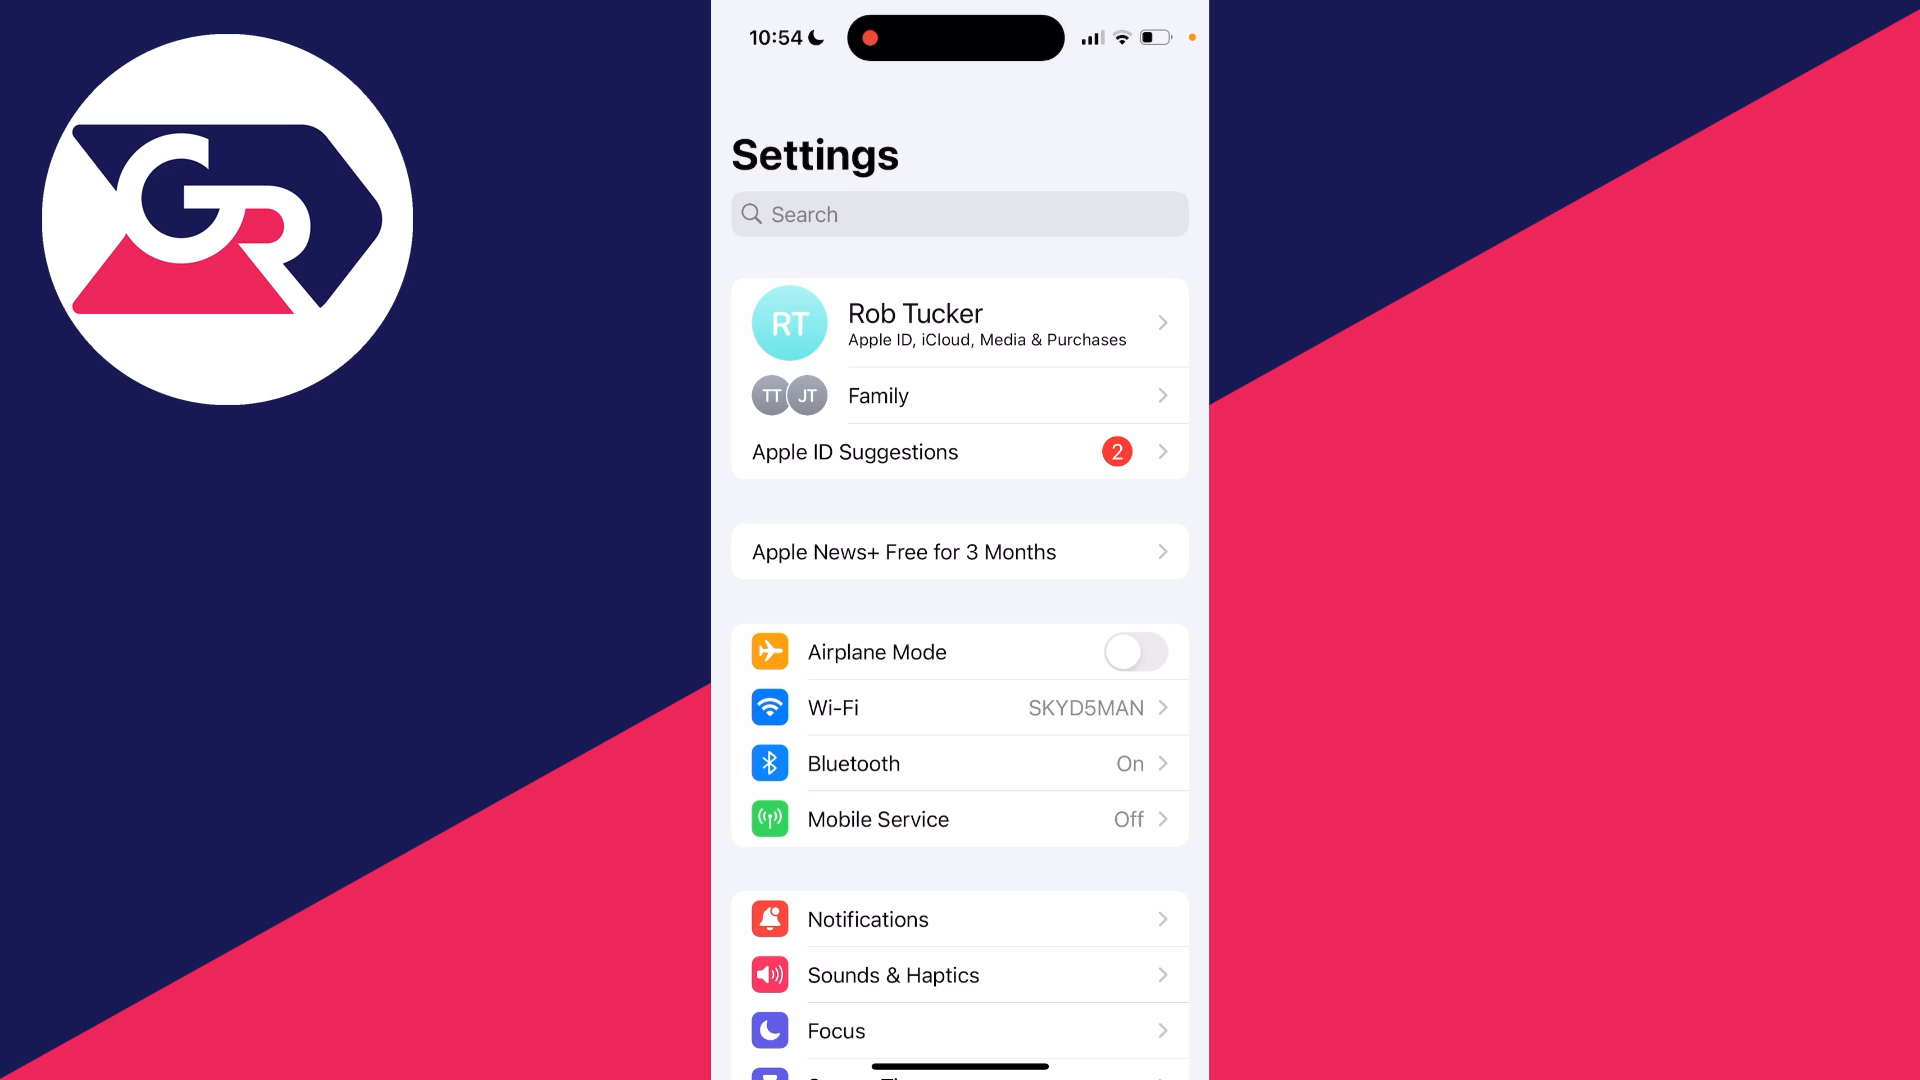 GR
10:54
Settings
Search
RT
Rob Tucker
Apple ID, iCloud, Media & Purchases
TT JT
Family
Apple ID Suggestions 2
Apple News+ Free for 3 Months
Airplane Mode
Wi-Fi SKYD5MAN
Bluetooth On
Mobile Service Off
Notifications
Sounds & Haptics
Focus